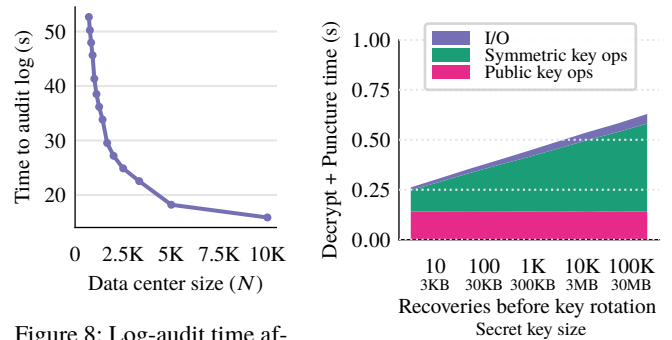 Time to audit log (s)
50
40
30
20
0 2.5K 5K 7.5K 10K
Data center size (N)
Figure 8: Log-audit time af-
Decrypt + Puncture time (s)
1.00
0.75
0.50
0.25
0.00
I/O
Symmetric key ops
Public key ops
10 100 1K 10K 100K
3KB 30KB 300KB 3MB 30MB
Recoveries before key rotation
Secret key size